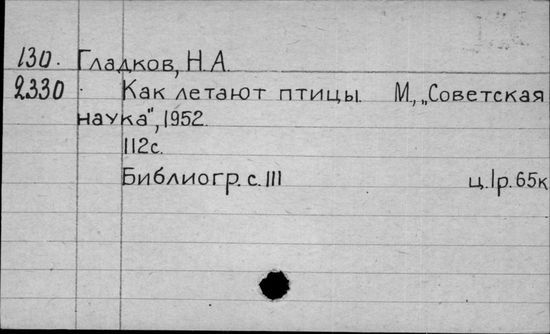 130. Гладков, Н.А.
2330 Как летают птицы. М., „Советская
наука", 1952.
112с.
Библиогр. с. 111 ц. 1р. 65к